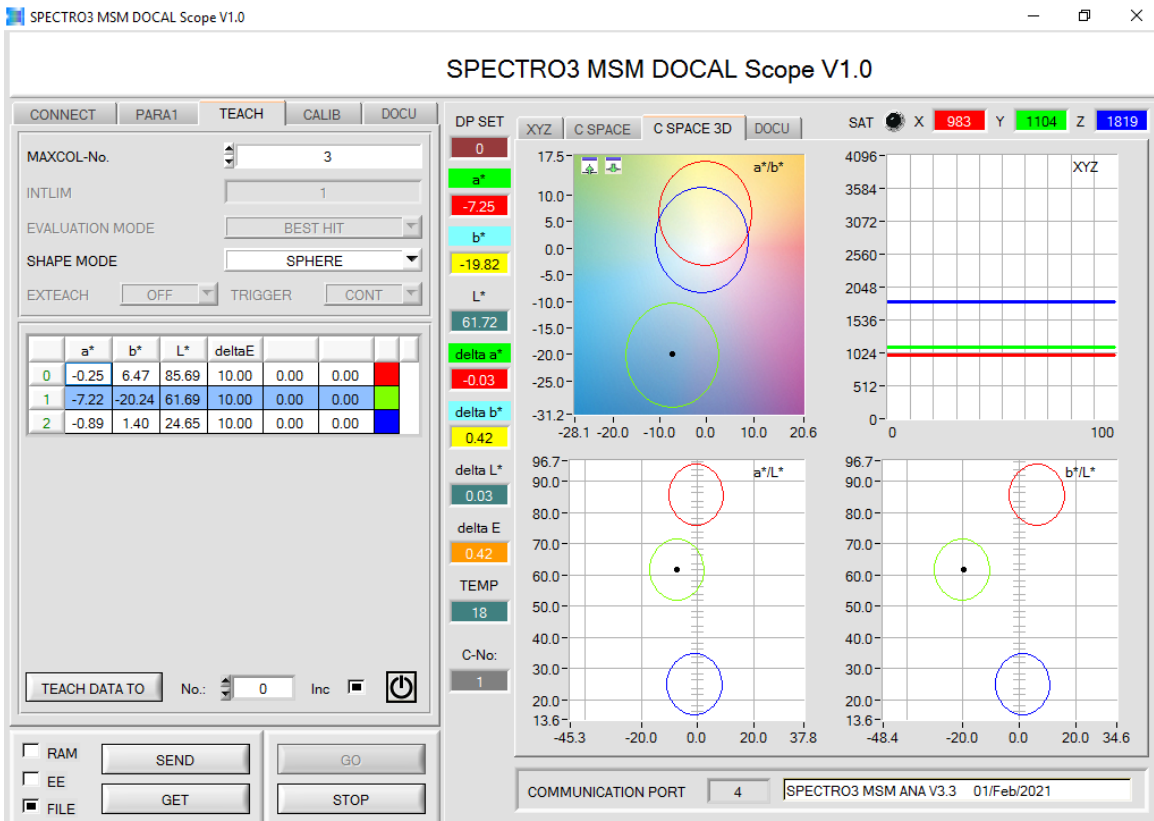 SPECTRO3 MSM DOCAL Scope V1.0
SPECTRO3 MSM DOCAL Scope V1.0
CONNECT PARA1 TEACH CALIB DOCU
MAXCOL-No. 3
INTLIM 1
EVALUATION MODE BEST HIT
SHAPE MODE SPHERE
EXTEACH OFF TRIGGER CONT
a* b* L* deltaE
0 -0.25 6.47 85.69 10.00 0.00 0.00
1 -7.22 -20.24 61.69 10.00 0.00 0.00
2 -0.89 1.40 24.65 10.00 0.00 0.00
TEACH DATA TO No.: 0 Inc
RAM
EE
FILE
SEND
GET
GO
STOP
DP SET
0
a*
-7.25
b*
-19.82
L*
61.72
delta a*
-0.03
delta b*
0.42
delta L*
0.03
delta E
0.42
TEMP
18
C-No:
1
XYZ C SPACE C SPACE 3D DOCU
SAT X 983 Y 1104 Z 1819
a*/b*
17.5
10.0
5.0
0.0
-5.0
-10.0
-15.0
-20.0
-25.0
-31.2
-28.1 -20.0 -10.0 0.0 10.0 20.6
XYZ
4096
3584
3072
2560
2048
1536
1024
512
0
0 100
a*/L*
96.7
90.0
80.0
70.0
60.0
50.0
40.0
30.0
20.0
13.6
-45.3 -20.0 0.0 20.0 37.8
b*/L*
96.7
90.0
80.0
70.0
60.0
50.0
40.0
30.0
20.0
13.6
-48.4 -20.0 0.0 20.0 34.6
COMMUNICATION PORT 4 SPECTRO3 MSM ANA V3.3 01/Feb/2021